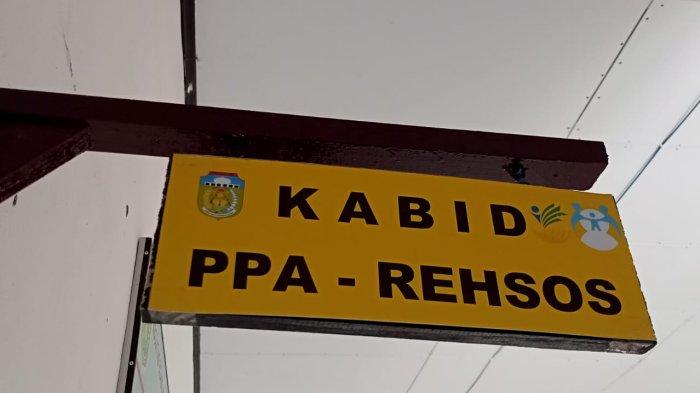 KABID
PPA - REHSOS